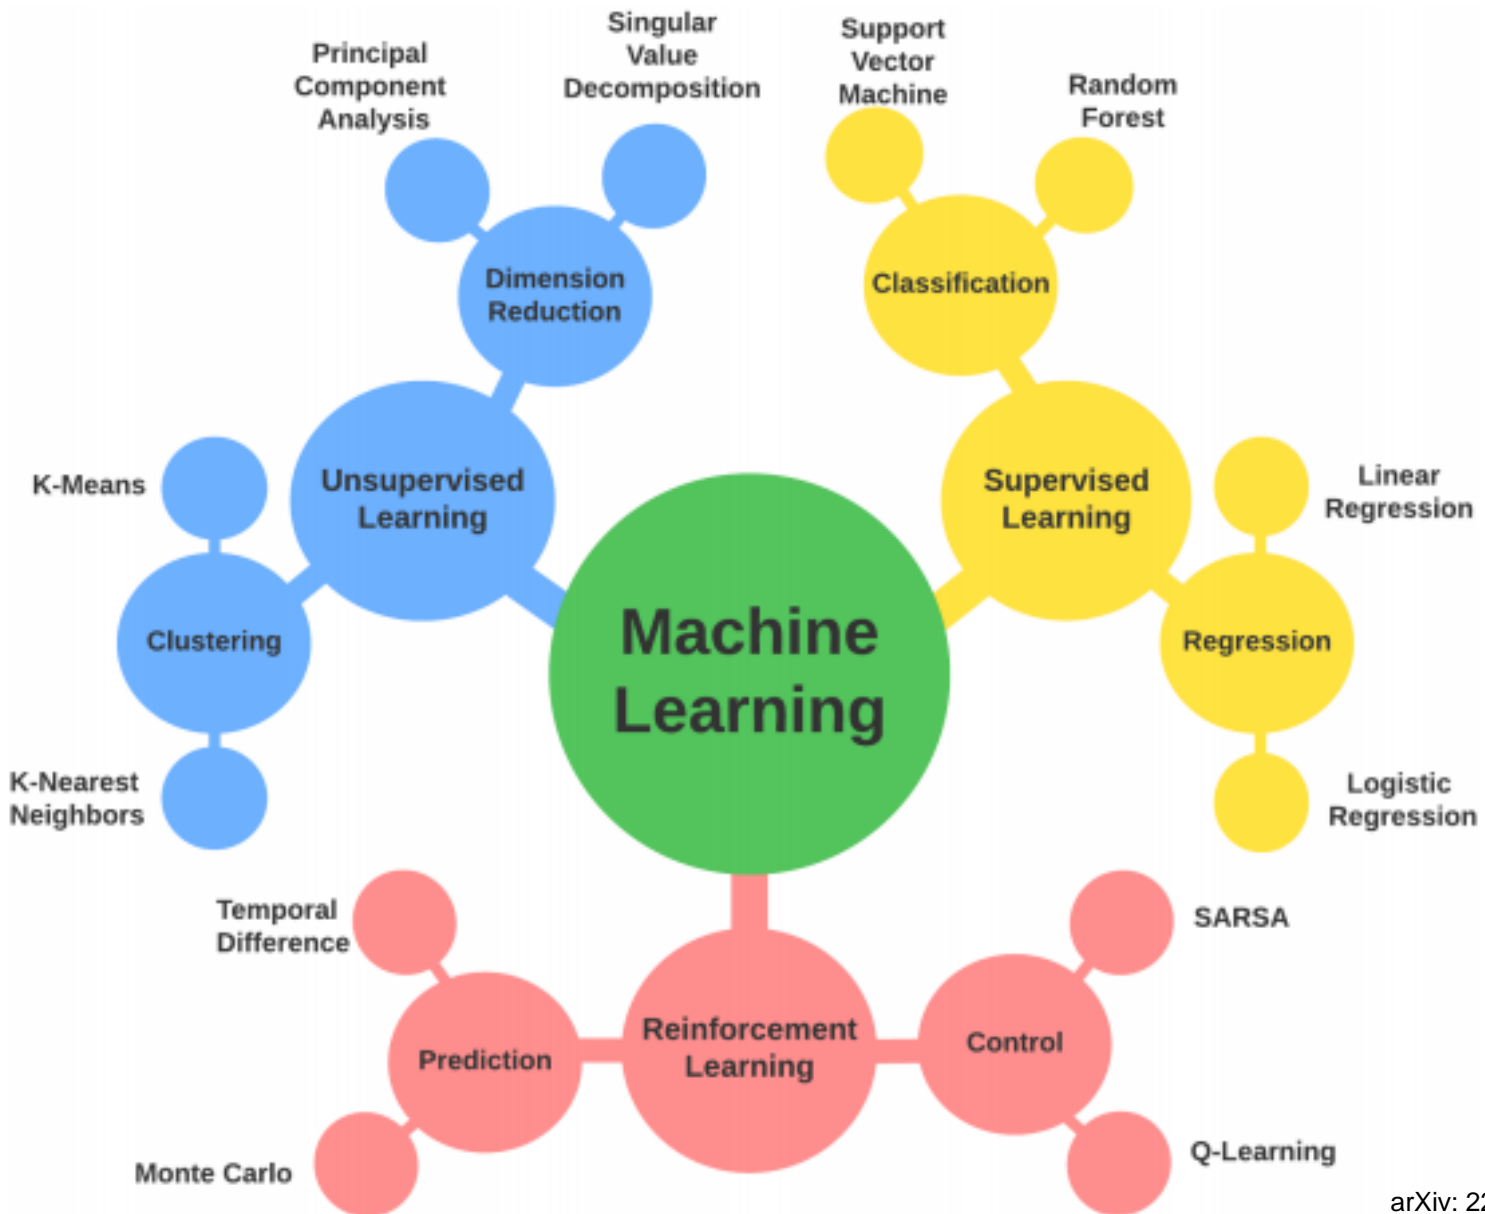 Singular
Value
Decomposition
Principal
Component
Analysis
Support
Vector
Machine
Random
Forest
Dimension
Reduction
Classification
K-Means
Unsupervised
Learning
Supervised
Learning
Linear
Regression
Clustering
Machine
Learning
Regression
K-Nearest
Neighbors
Logistic
Regression
Temporal
Difference
SARSA
Prediction
Reinforcement
Learning
Control
Monte Carlo
Q-Learning
arXiv: 22